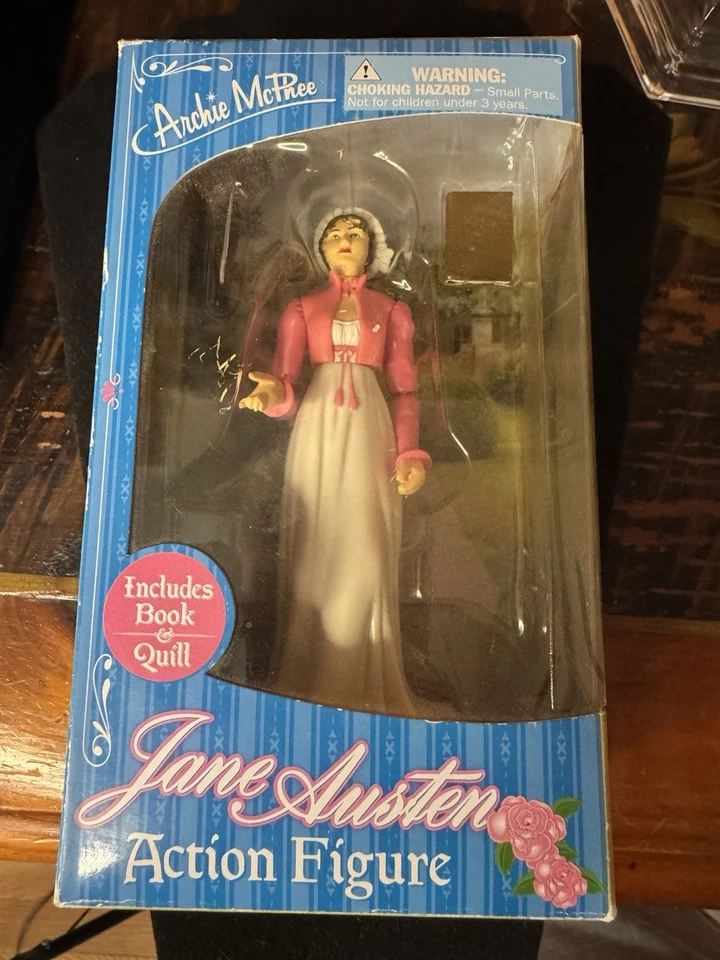 Archie McPhee
WARNING:
CHOKING HAZARD – Small Parts.
Not for children under 3 years.
Includes
Book
&
Quill
Jane Austen
Action Figure